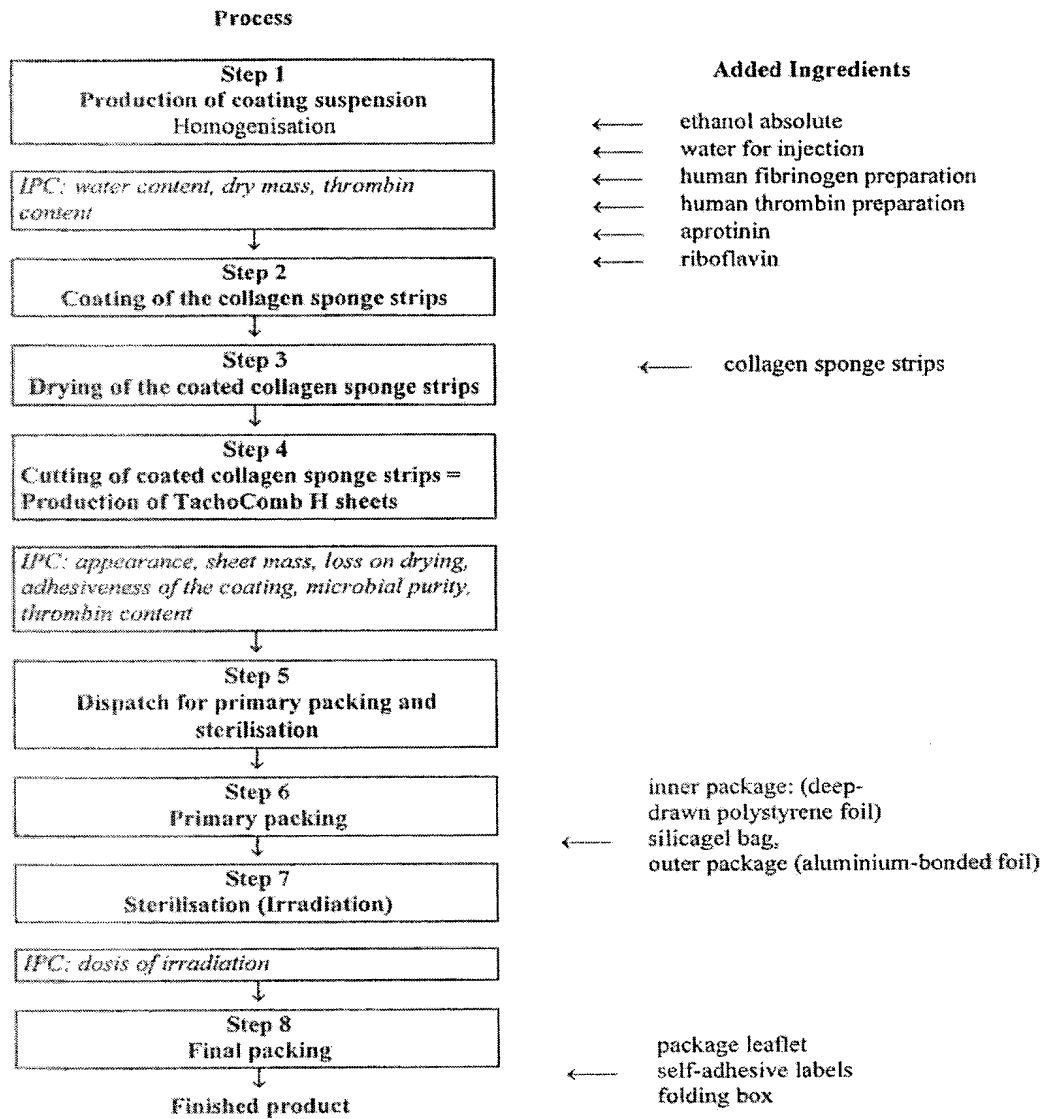 Process
Step 1
Production of coating suspension
Homogenisation
IPC: water content, dry mass, thrombin
content
↓
Step 2
Coating of the collagen sponge strips
↓
Step 3
Drying of the coated collagen sponge strips
↓
Step 4
Cutting of coated collagen sponge strips =
Production of TachoComb H sheets
IPC: appearance, sheet mass, loss on drying,
adhesiveness of the coating, microbial purity,
thrombin content
↓
Step 5
Dispatch for primary packing and
sterilisation
↓
Step 6
Primary packing
↓
Step 7
Sterilisation (Irradiation)
IPC: dosis of irradiation
↓
Step 8
Final packing
↓
Finished product
Added Ingredients
← ethanol absolute
← water for injection
← human fibrinogen preparation
← human thrombin preparation
← aprotinin
← riboflavin
← collagen sponge strips
inner package: (deep-
drawn polystyrene foil)
← silicagel bag,
outer package (aluminium-bonded foil)
package leaflet
← self-adhesive labels
folding box